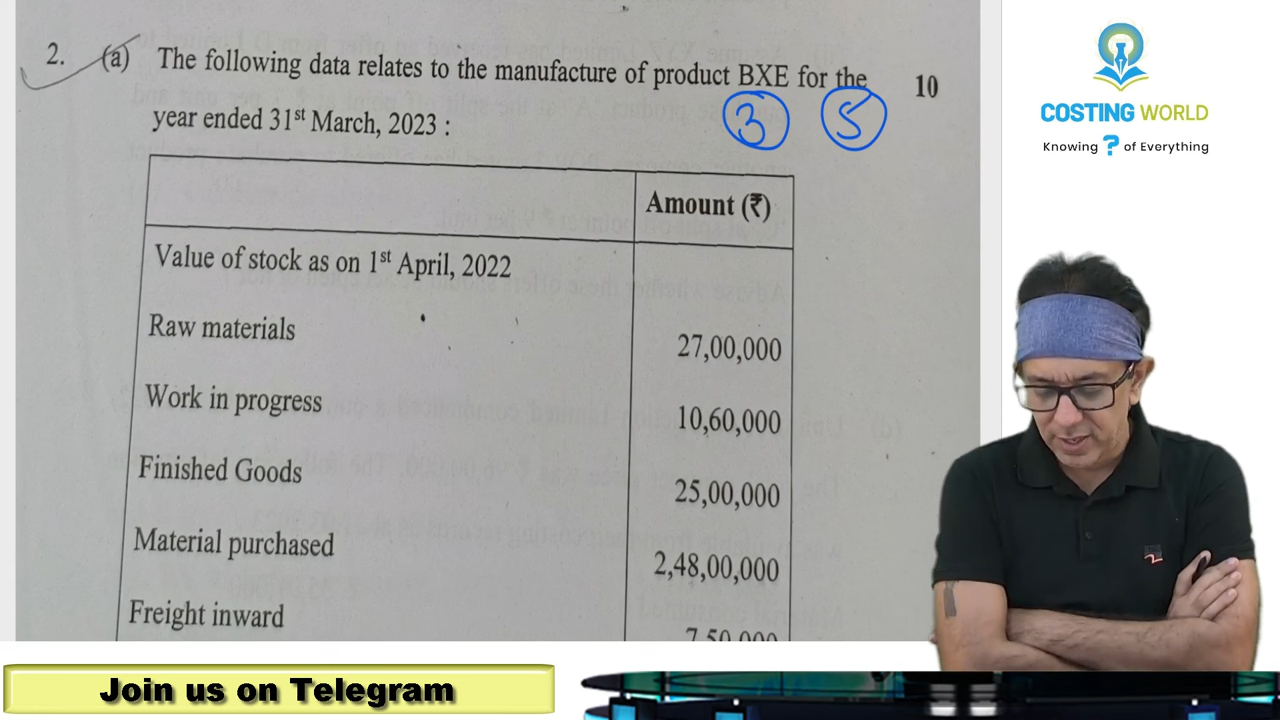 2. (a) The following data relates to the manufacture of product BXE for the 10
year ended 31st March, 2023 :
3 5
Amount (₹)
Value of stock as on 1st April, 2022
Raw materials 27,00,000
Work in progress 10,60,000
Finished Goods 25,00,000
Material purchased 2,48,00,000
Freight inward 7,50,000
COSTING WORLD
Knowing ? of Everything
Join us on Telegram